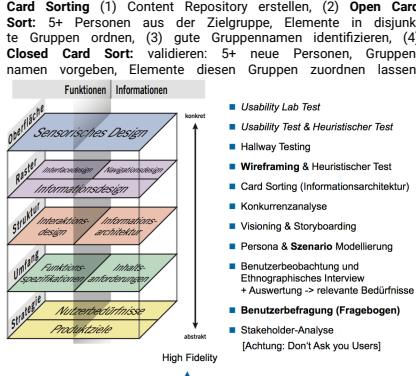 Card Sorting (1) Content Repository erstellen, (2) Open Card
Sort: 5+ Personen aus der Zielgruppe, Elemente in disjunk
te Gruppen ordnen, (3) gute Gruppennamen identifizieren, (4)
Closed Card Sort: validieren: 5+ neue Personen, Gruppen
namen vorgeben, Elemente diesen Gruppen zuordnen lassen
Funktionen Informationen
konkret
Oberfläche
Sensorisches Design
Raster
Interfacedesign Navigationsdesign
Informationsdesign
Struktur
Interaktions-
design
Informations-
architektur
Umfang
Funktions-
spezifikationen
Inhalts-
anforderungen
Strategie
Nutzerbedürfnisse
Produktziele
abstrakt
Usability Lab Test
Usability Test & Heuristischer Test
Hallway Testing
Wireframing & Heuristischer Test
Card Sorting (Informationsarchitektur)
Konkurrenzanalyse
Visioning & Storyboarding
Persona & Szenario Modellierung
Benutzerbeobachtung und
Ethnographisches Interview
+ Auswertung -> relevante Bedürfnisse
Benutzerbefragung (Fragebogen)
Stakeholder-Analyse
[Achtung: Don't Ask you Users]
High Fidelity